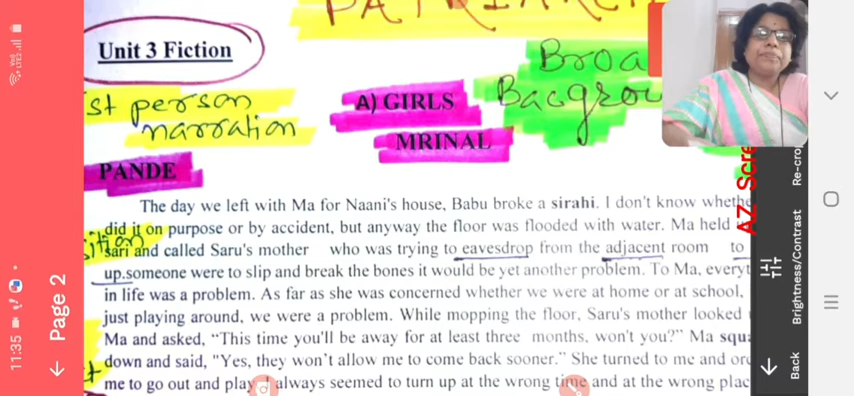 PATRIARCH
Unit 3 Fiction
Broa
Bacgrou
st person
narration
A) GIRLS
MRINAL
PANDE
The day we left with Ma for Naani's house, Babu broke a sirahi. I don't know whethe
did it on purpose or by accident, but anyway the floor was flooded with water. Ma held
sari and called Saru's mother who was trying to eavesdrop from the adjacent room to
up.someone were to slip and break the bones it would be yet another problem. To Ma, everyt
in life was a problem. As far as she was concerned whether we were at home or at school,
just playing around, we were a problem. While mopping the floor, Saru's mother looked
Ma and asked, "This time you'll be away for at least three months, won't you?" Ma squa
down and said, "Yes, they won't allow me to come back sooner." She turned to me and ord
me to go out and play. I always seemed to turn up at the wrong time and at the wrong plac
11:35
Page 2
AZ Scre
Re-cro
Brightness/Contrast
Back